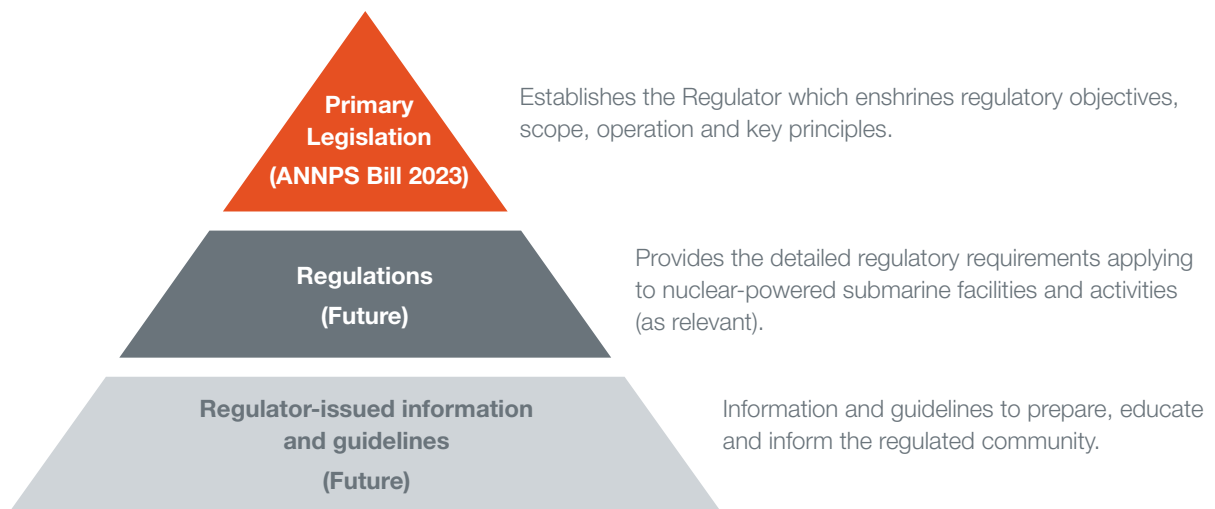 Primary
Legislation
(ANNPS Bill 2023)
Establishes the Regulator which enshrines regulatory objectives,
scope, operation and key principles.
Regulations
(Future)
Provides the detailed regulatory requirements applying
to nuclear-powered submarine facilities and activities
(as relevant).
Regulator-issued information
and guidelines
(Future)
Information and guidelines to prepare, educate
and inform the regulated community.